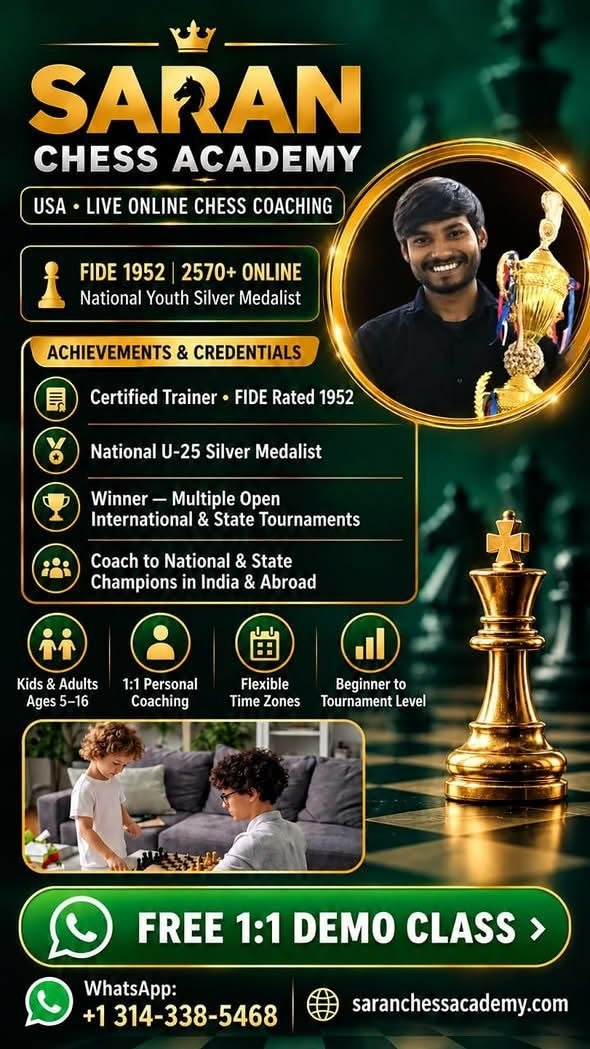 SARAN
CHESS ACADEMY
USA • LIVE ONLINE CHESS COACHING
FIDE 1952 | 2570+ ONLINE
National Youth Silver Medalist
ACHIEVEMENTS & CREDENTIALS
Certified Trainer • FIDE Rated 1952
National U-25 Silver Medalist
Winner — Multiple Open
International & State Tournaments
Coach to National & State
Champions in India & Abroad
Kids & Adults
Ages 5–16
1:1 Personal
Coaching
Flexible
Time Zones
Beginner to
Tournament Level
FREE 1:1 DEMO CLASS >
WhatsApp:
+1 314-338-5468
saranchessacademy.com